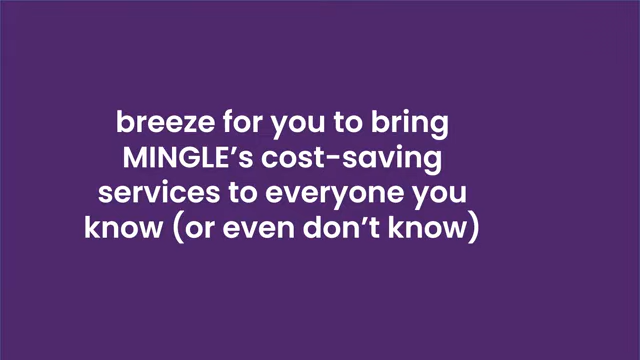 breeze for you to bring
MINGLE’s cost-saving
services to everyone you
know (or even don’t know)